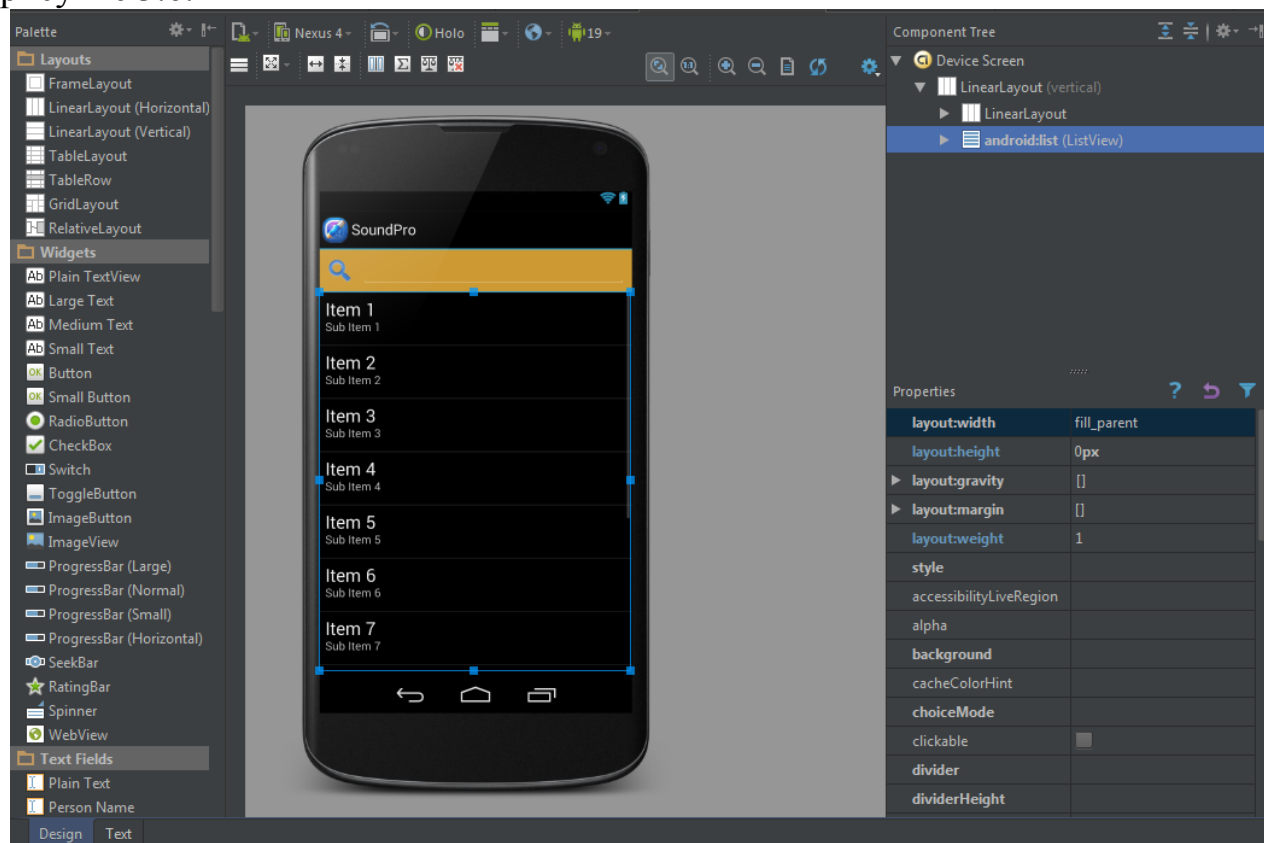 Palette
Layouts
FrameLayout
LinearLayout (Horizontal)
LinearLayout (Vertical)
TableLayout
TableRow
GridLayout
RelativeLayout
Widgets
Ab Plain TextView
Ab Large Text
Ab Medium Text
Ab Small Text
OK Button
OK Small Button
RadioButton
CheckBox
Switch
ToggleButton
ImageButton
ImageView
ProgressBar (Large)
ProgressBar (Normal)
ProgressBar (Small)
ProgressBar (Horizontal)
SeekBar
RatingBar
Spinner
WebView
Text Fields
Plain Text
Person Name
Design Text
Nexus 4 Holo 19
SoundPro
Item 1
Sub Item 1
Item 2
Sub Item 2
Item 3
Sub Item 3
Item 4
Sub Item 4
Item 5
Sub Item 5
Item 6
Sub Item 6
Item 7
Sub Item 7
Component Tree
Device Screen
LinearLayout (vertical)
LinearLayout
android:list (ListView)
Properties
layout:width fill_parent
layout:height 0px
layout:gravity []
layout:margin []
layout:weight 1
style
accessibilityLiveRegion
alpha
background
cacheColorHint
choiceMode
clickable
divider
dividerHeight